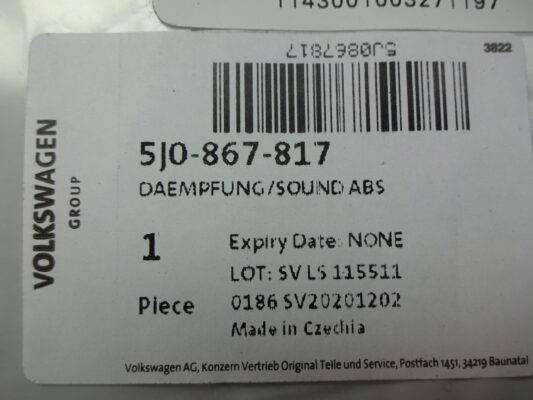 1143001003271197
5J0867817
3822
VOLKSWAGEN
GROUP
5J0-867-817
DAEMPFUNG/SOUND ABS
1
Expiry Date: NONE
LOT: SV LS 115511
Piece
0186 SV20201202
Made in Czechia
Volkswagen AG, Konzern Vertrieb Original Teile und Service, Postfach 1451, 34219 Baunatal